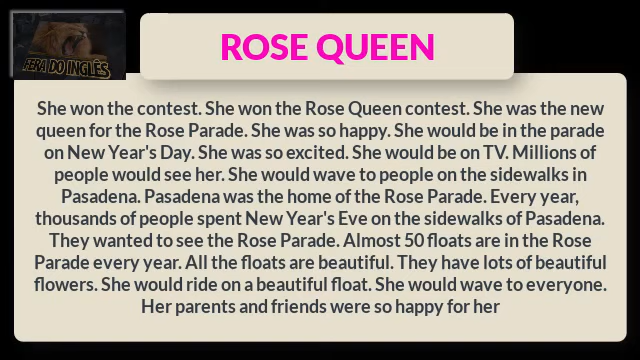 FERA DO INGLÊS
ROSE QUEEN
She won the contest. She won the Rose Queen contest. She was the new
queen for the Rose Parade. She was so happy. She would be in the parade
on New Year's Day. She was so excited. She would be on TV. Millions of
people would see her. She would wave to people on the sidewalks in
Pasadena. Pasadena was the home of the Rose Parade. Every year,
thousands of people spent New Year's Eve on the sidewalks of Pasadena.
They wanted to see the Rose Parade. Almost 50 floats are in the Rose
Parade every year. All the floats are beautiful. They have lots of beautiful
flowers. She would ride on a beautiful float. She would wave to everyone.
Her parents and friends were so happy for her